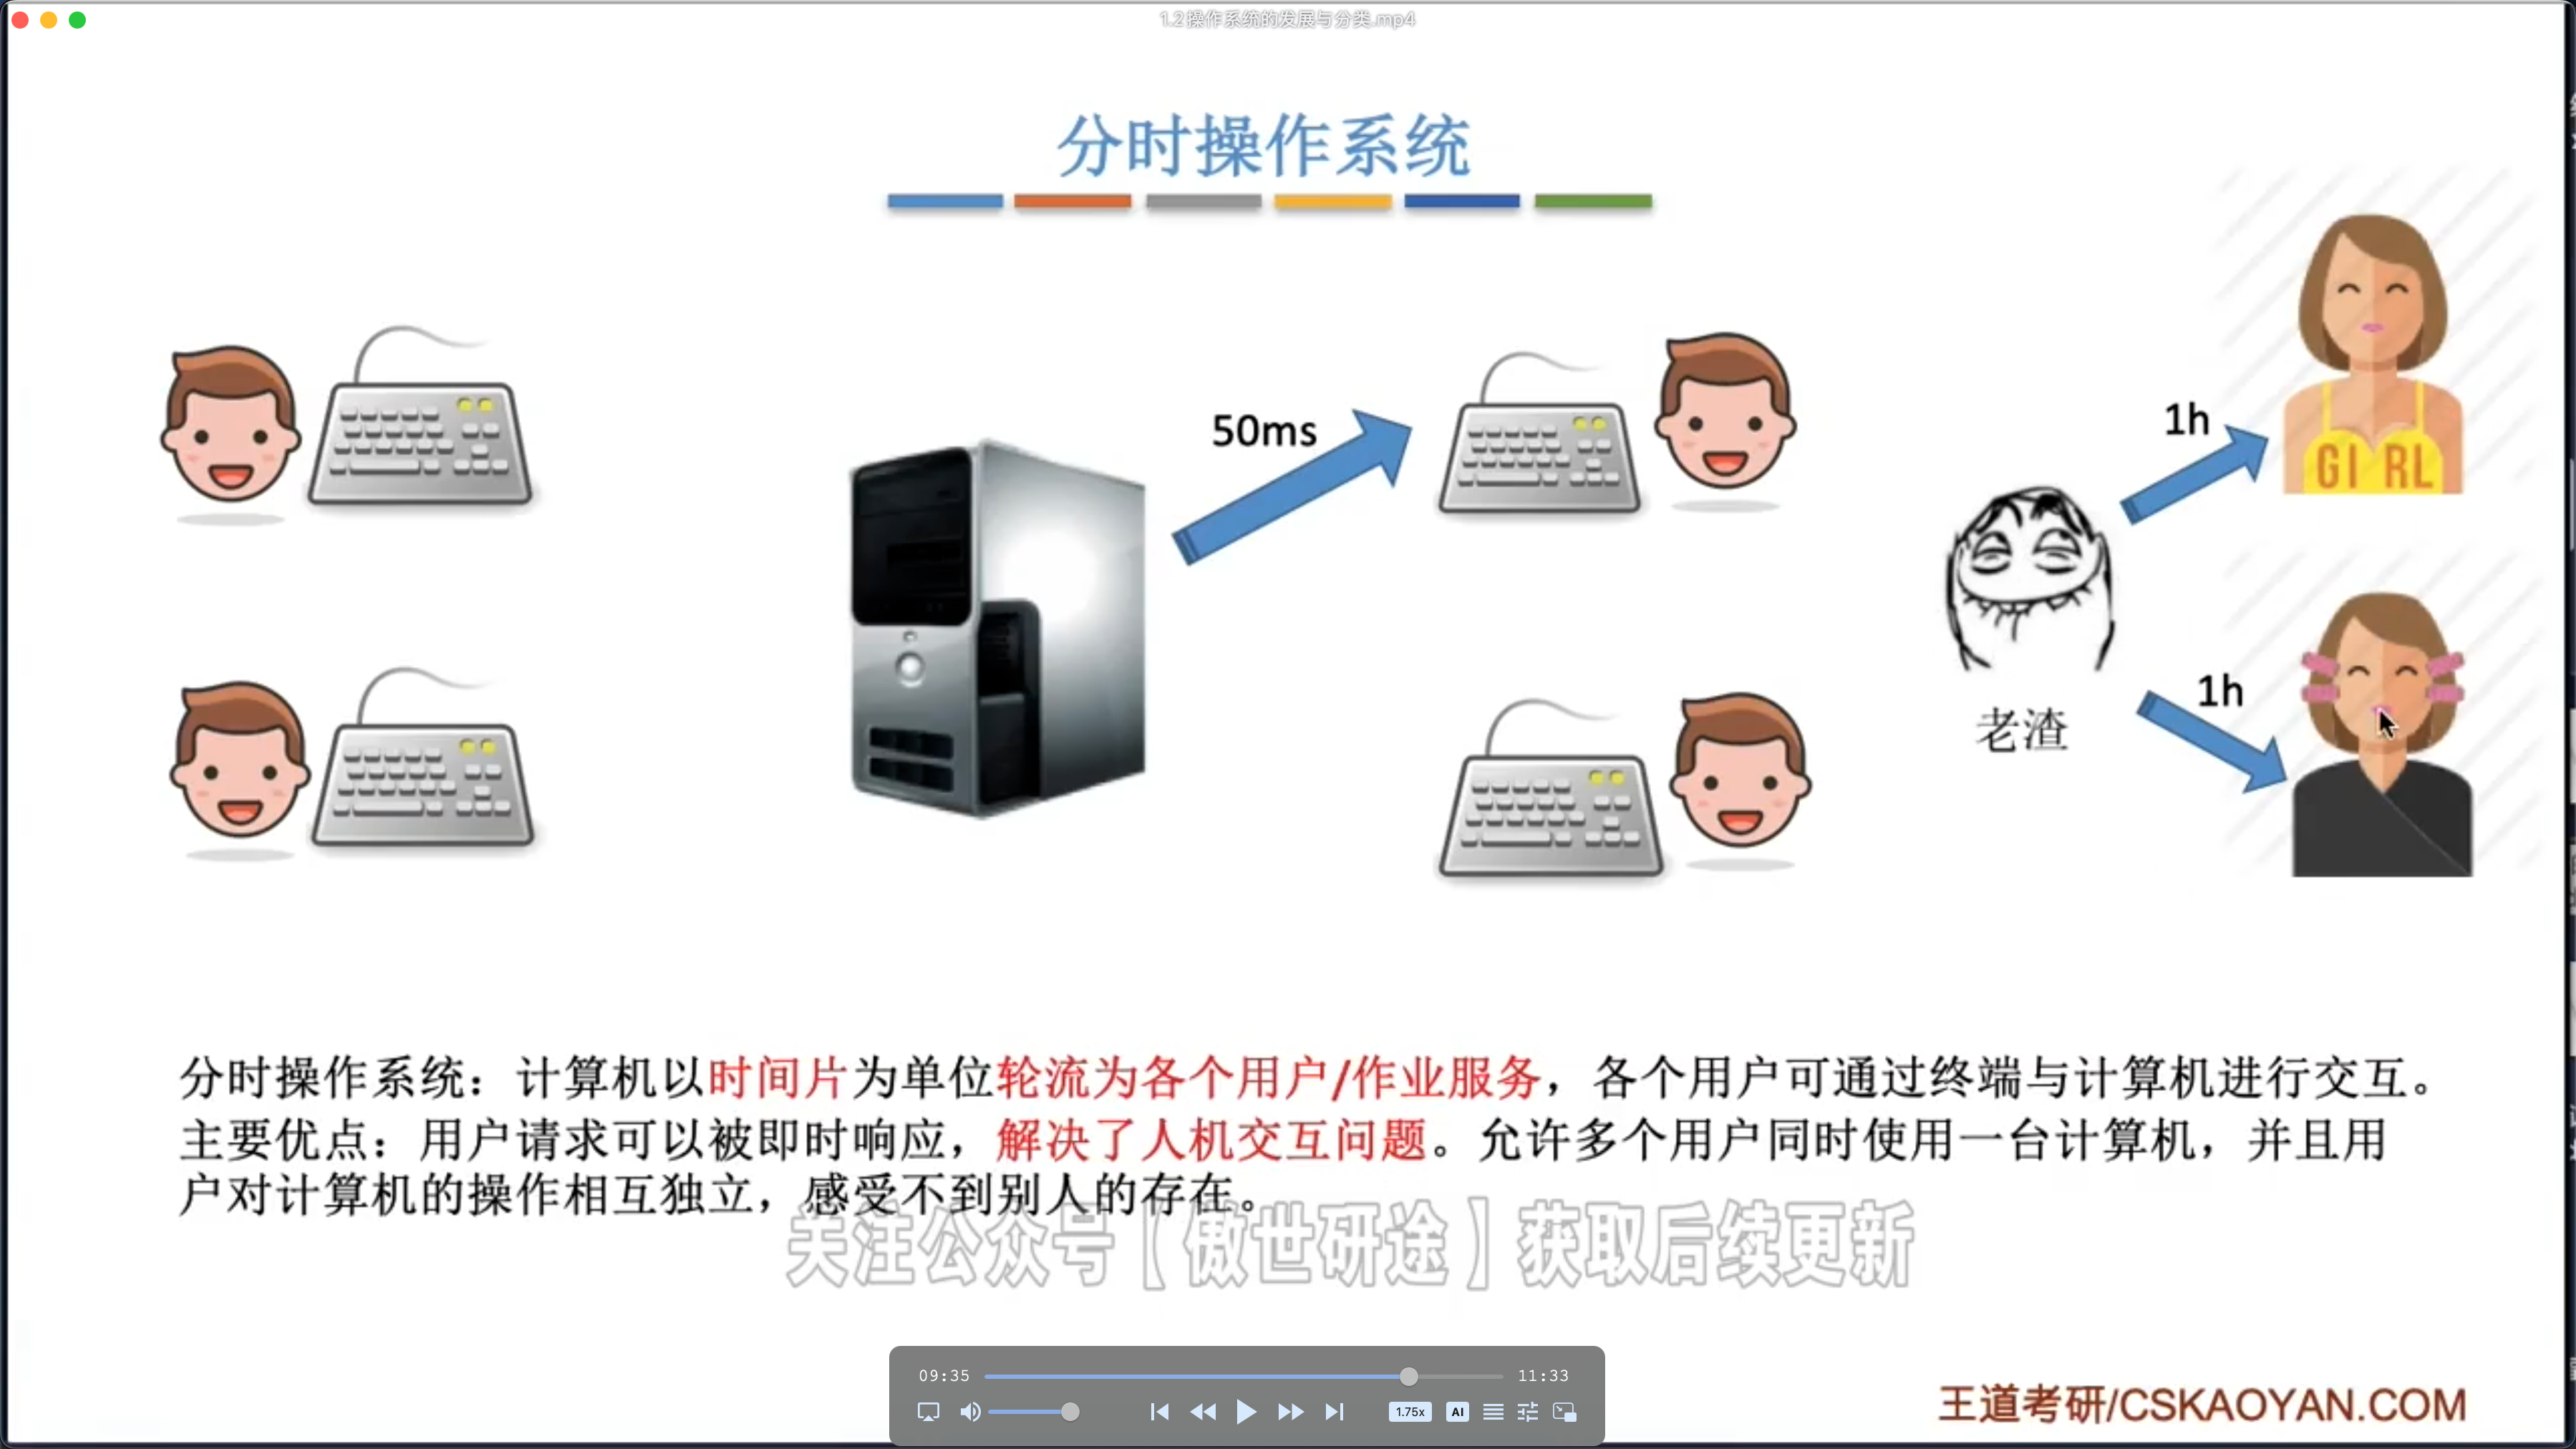 1.2操作系统的发展与分类.mp4
分时操作系统
50ms
1h
GI RL
1h
老渣
分时操作系统：计算机以时间片为单位轮流为各个用户/作业服务，各个用户可通过终端与计算机进行交互。
主要优点：用户请求可以被即时响应，解决了人机交互问题。允许多个用户同时使用一台计算机，并且用
户对计算机的操作相互独立，感受不到别人的存在。
关注公众号【傲世研途】获取后续更新
09:35
11:33
1.75x
AI
王道考研/CSKAOYAN.COM